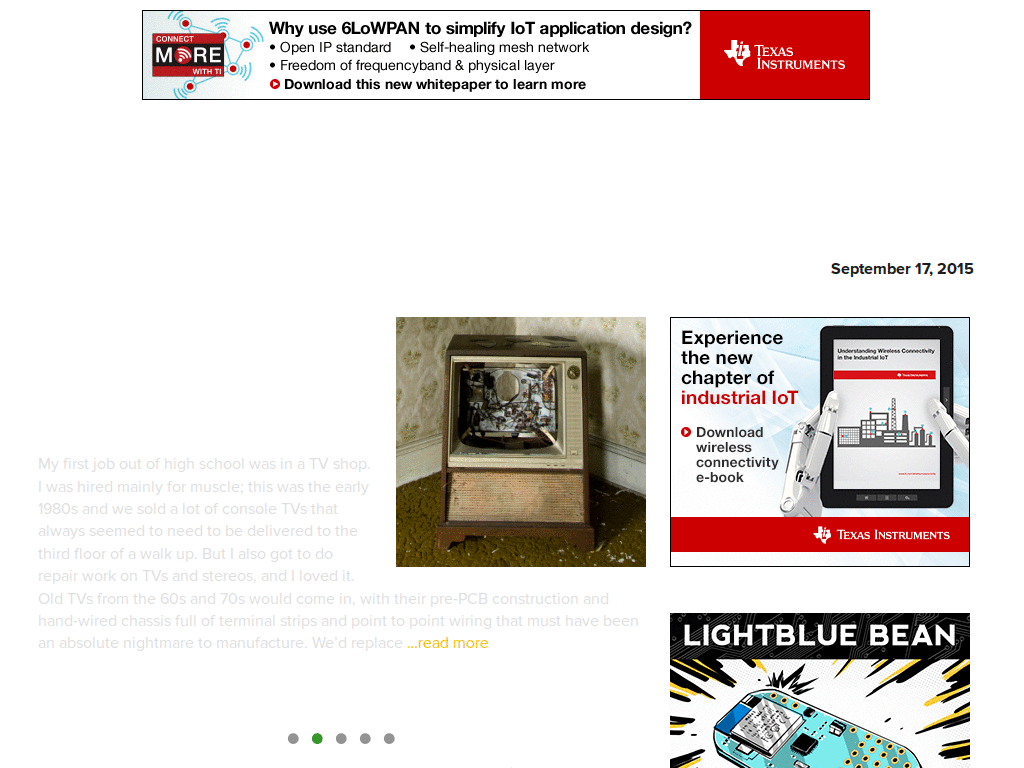 CONNECT
MORE
WITH TI
Why use 6LoWPAN to simplify IoT application design?
• Open IP standard • Self-healing mesh network
• Freedom of frequencyband & physical layer
Download this new whitepaper to learn more
TEXAS
INSTRUMENTS
September 17, 2015
My first job out of high school was in a TV shop.
I was hired mainly for muscle; this was the early
1980s and we sold a lot of console TVs that
always seemed to need to be delivered to the
third floor of a walk up. But I also got to do
repair work on TVs and stereos, and I loved it.
Old TVs from the 60s and 70s would come in, with their pre-PCB construction and
hand-wired chassis full of terminal strips and point to point wiring that must have been
an absolute nightmare to manufacture. We'd replace ...read more
Experience
the new
chapter of
industrial IoT
Download
wireless
connectivity
e-book
Understanding Wireless Connectivity
in the Industrial IoT
TEXAS INSTRUMENTS
TEXAS INSTRUMENTS
LIGHTBLUE BEAN